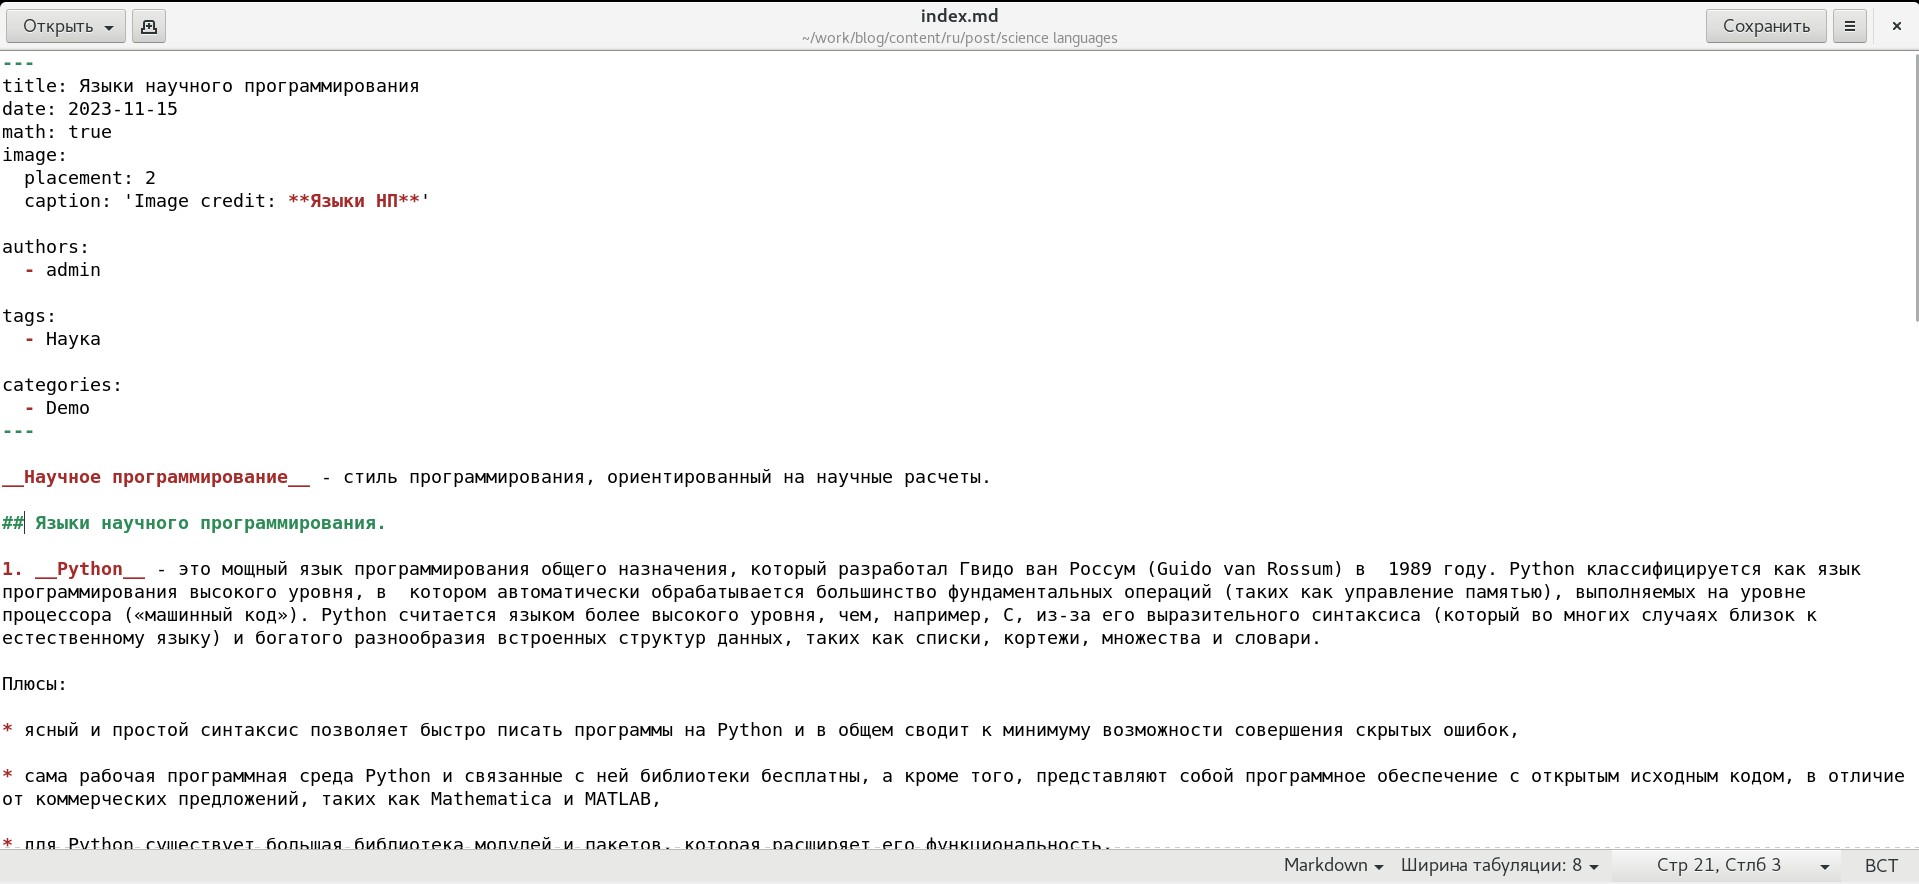 Открыть
index.md
~/work/blog/content/ru/post/science languages
Сохранить
---
title: Языки научного программирования
date: 2023-11-15
math: true
image:
  placement: 2
  caption: 'Image credit: **Языки НП**'
authors:
  - admin
tags:
  - Наука
categories:
  - Demo
---
__Научное программирование__ - стиль программирования, ориентированный на научные расчеты.
## Языки научного программирования.
1. __Python__ - это мощный язык программирования общего назначения, который разработал Гвидо ван Россум (Guido van Rossum) в  1989 году. Python классифицируется как язык
программирования высокого уровня, в  котором автоматически обрабатывается большинство фундаментальных операций (таких как управление памятью), выполняемых на уровне
процессора («машинный код»). Python считается языком более высокого уровня, чем, например, C, из-за его выразительного синтаксиса (который во многих случаях близок к
естественному языку) и богатого разнообразия встроенных структур данных, таких как списки, кортежи, множества и словари.
Плюсы:
* ясный и простой синтаксис позволяет быстро писать программы на Python и в общем сводит к минимуму возможности совершения скрытых ошибок,
* сама рабочая программная среда Python и связанные с ней библиотеки бесплатны, а кроме того, представляют собой программное обеспечение с открытым исходным кодом, в отличие
от коммерческих предложений, таких как Mathematica и MATLAB,
* для Python существует большая библиотека модулей и пакетов, которая расширяет его функциональность.
Markdown
Ширина табуляции: 8
Стр 21, Стлб 3
ВСТ